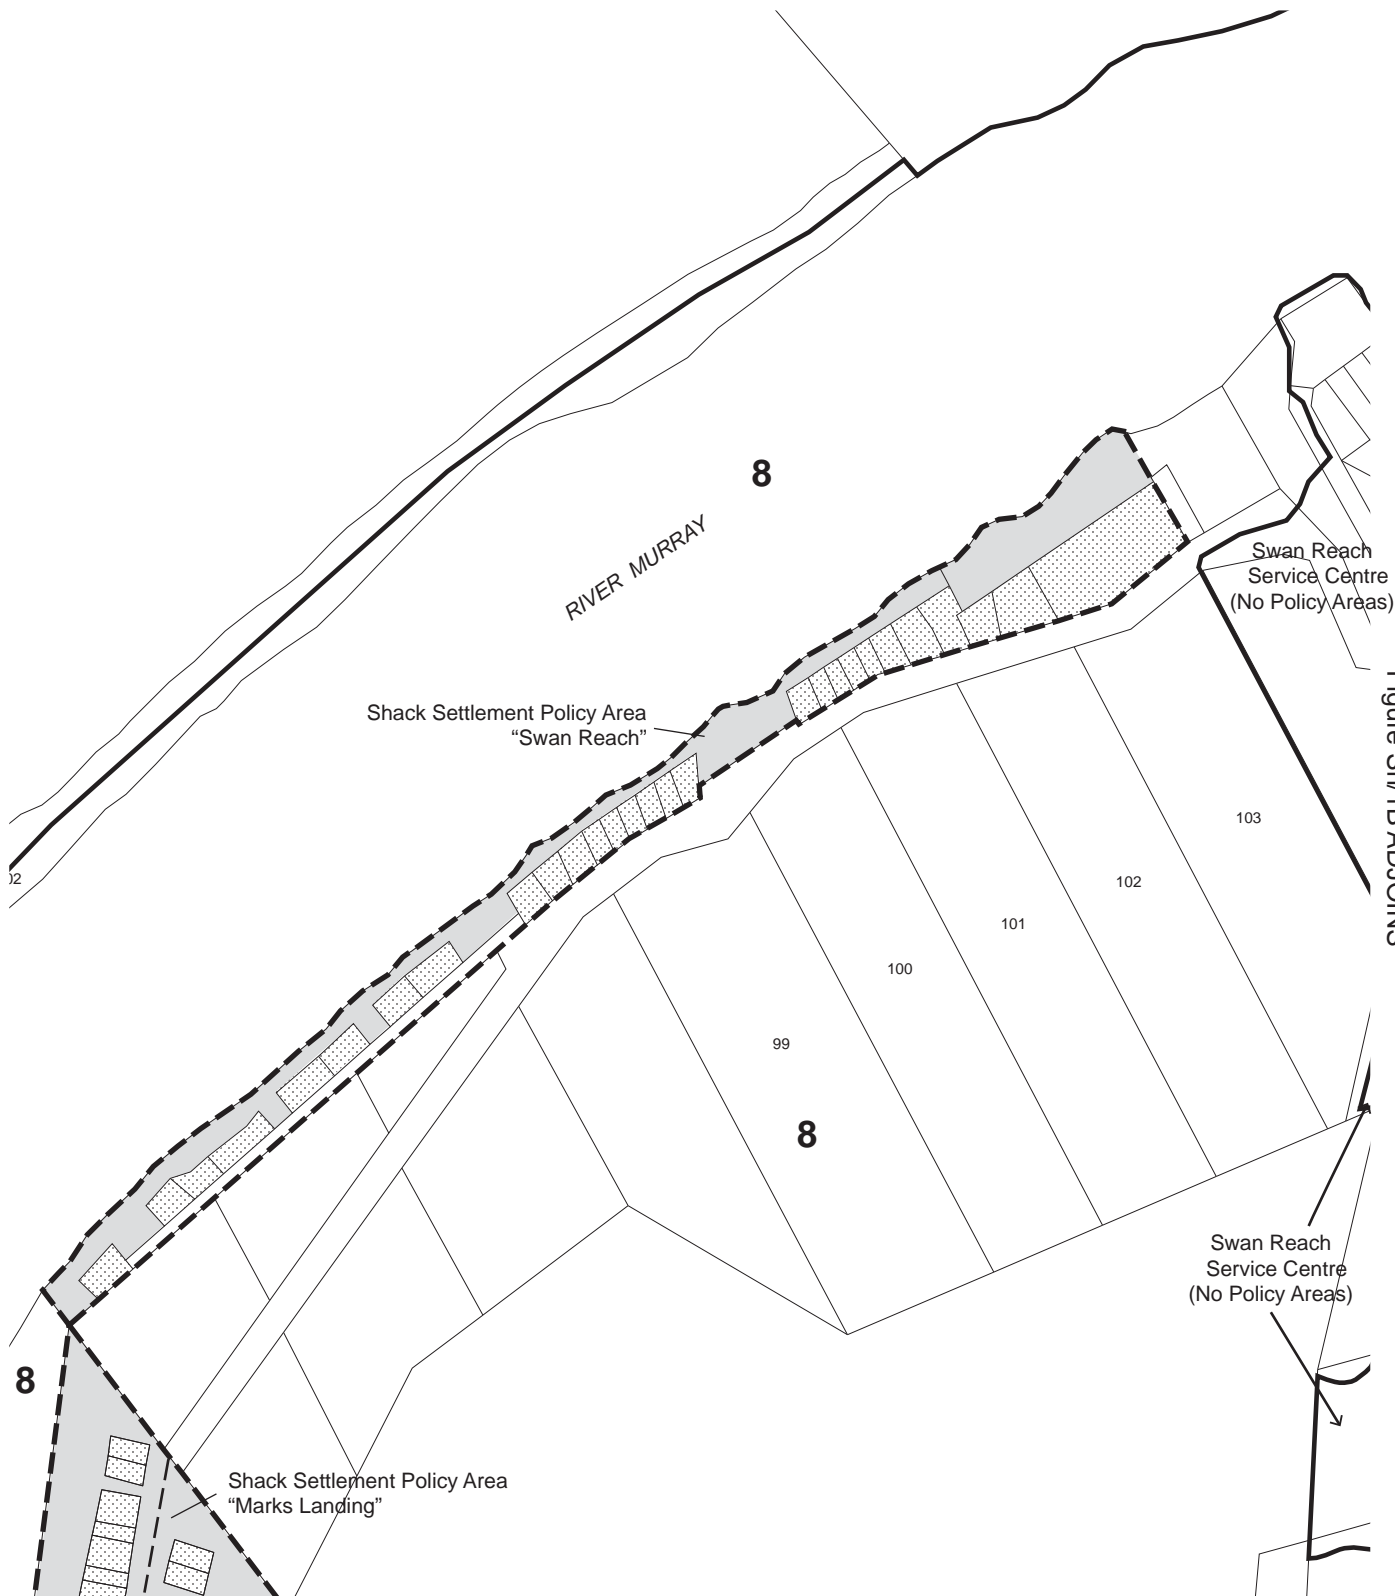 8
RIVER MURRAY
Swan Reach
Service Centre
(No Policy Areas)
Shack Settlement Policy Area
“Swan Reach”
103
02
102
101
100
99
8
Swan Reach
Service Centre
(No Policy Areas)
8
Shack Settlement Policy Area
“Marks Landing”